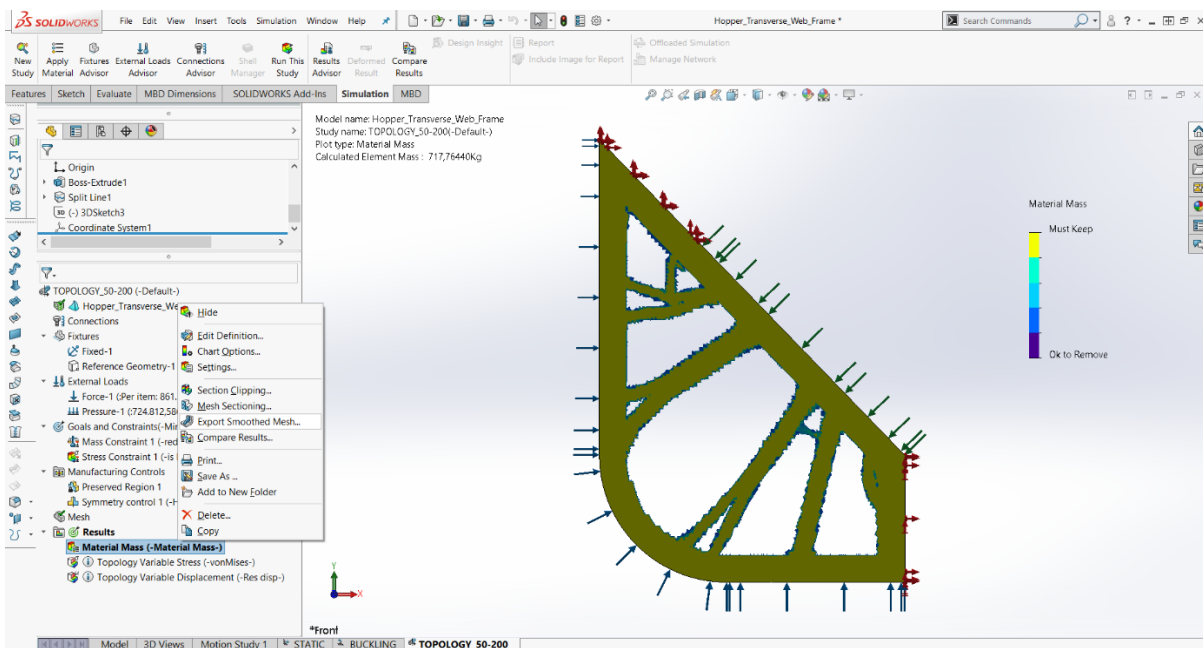 SOLIDWORKS File Edit View Insert Tools Simulation Window Help Hopper_Transverse_Web_Frame * Search Commands
New Study
Apply Material
Fixtures Advisor
External Loads Advisor
Connections Advisor
Shell Manager
Run This Study
Results Advisor
Deformed Result
Compare Results
Design Insight
Report
Include Image for Report
Offloaded Simulation
Manage Network
Features Sketch Evaluate MBD Dimensions SOLIDWORKS Add-Ins Simulation MBD
Origin
Boss-Extrude1
Split Line1
3D (-) 3DSketch3
Coordinate System1
TOPOLOGY_50-200 (-Default-)
Hopper_Transverse_We
Connections
Fixtures
Fixed-1
Reference Geometry-1
External Loads
Force-1 (:Per item: 861.
Pressure-1 (:724.812,58
Goals and Constraints(-Mi
Mass Constraint 1 (-red
Stress Constraint 1 (-is
Manufacturing Controls
Preserved Region 1
Symmetry control 1 (-H
Mesh
Results
Material Mass (-Material Mass-)
Topology Variable Stress (-vonMises-)
Topology Variable Displacement (-Res disp-)
Hide
Edit Definition...
Chart Options...
Settings...
Section Clipping...
Mesh Sectioning...
Export Smoothed Mesh...
Compare Results...
Print...
Save As ...
Add to New Folder
Delete...
Copy
Model name: Hopper_Transverse_Web_Frame
Study name: TOPOLOGY_50-200(-Default-)
Plot type: Material Mass
Calculated Element Mass : 717,76440Kg
Material Mass
Must Keep
Ok to Remove
Y
X
*Front
Model 3D Views Motion Study 1 STATIC BUCKLING TOPOLOGY_50-200